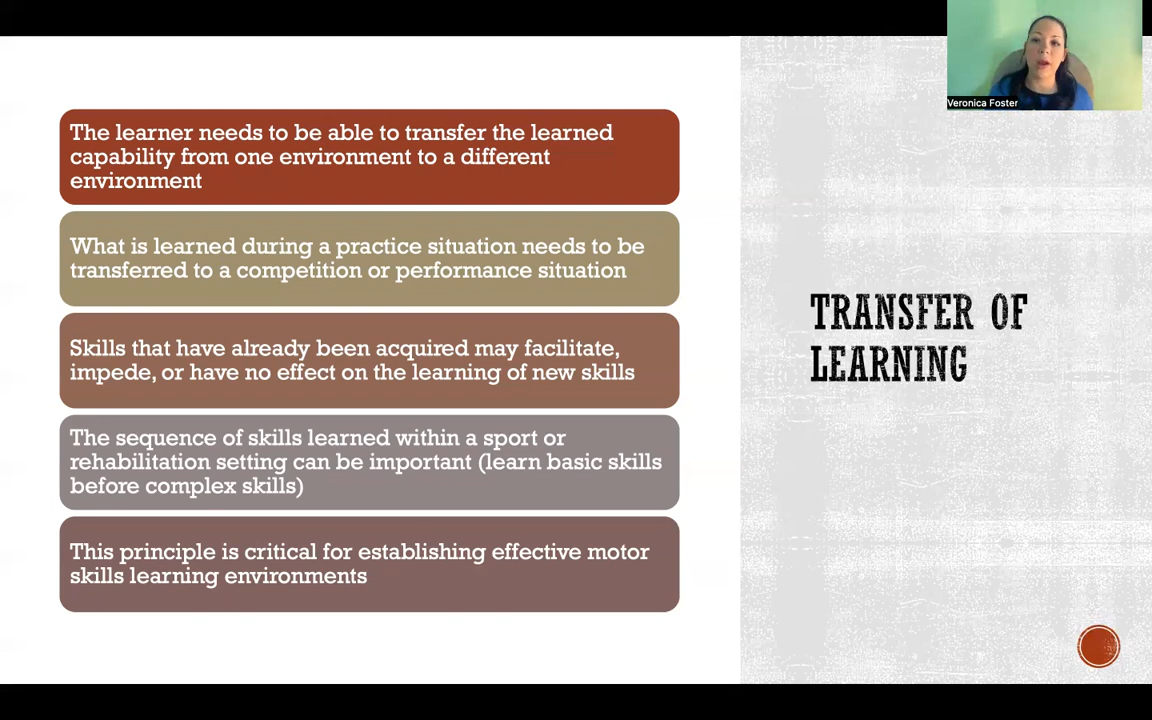 The learner needs to be able to transfer the learned
capability from one environment to a different
environment
What is learned during a practice situation needs to be
transferred to a competition or performance situation
Skills that have already been acquired may facilitate,
impede, or have no effect on the learning of new skills
The sequence of skills learned within a sport or
rehabilitation setting can be important (learn basic skills
before complex skills)
This principle is critical for establishing effective motor
skills learning environments
TRANSFER OF
LEARNING
Veronica Foster